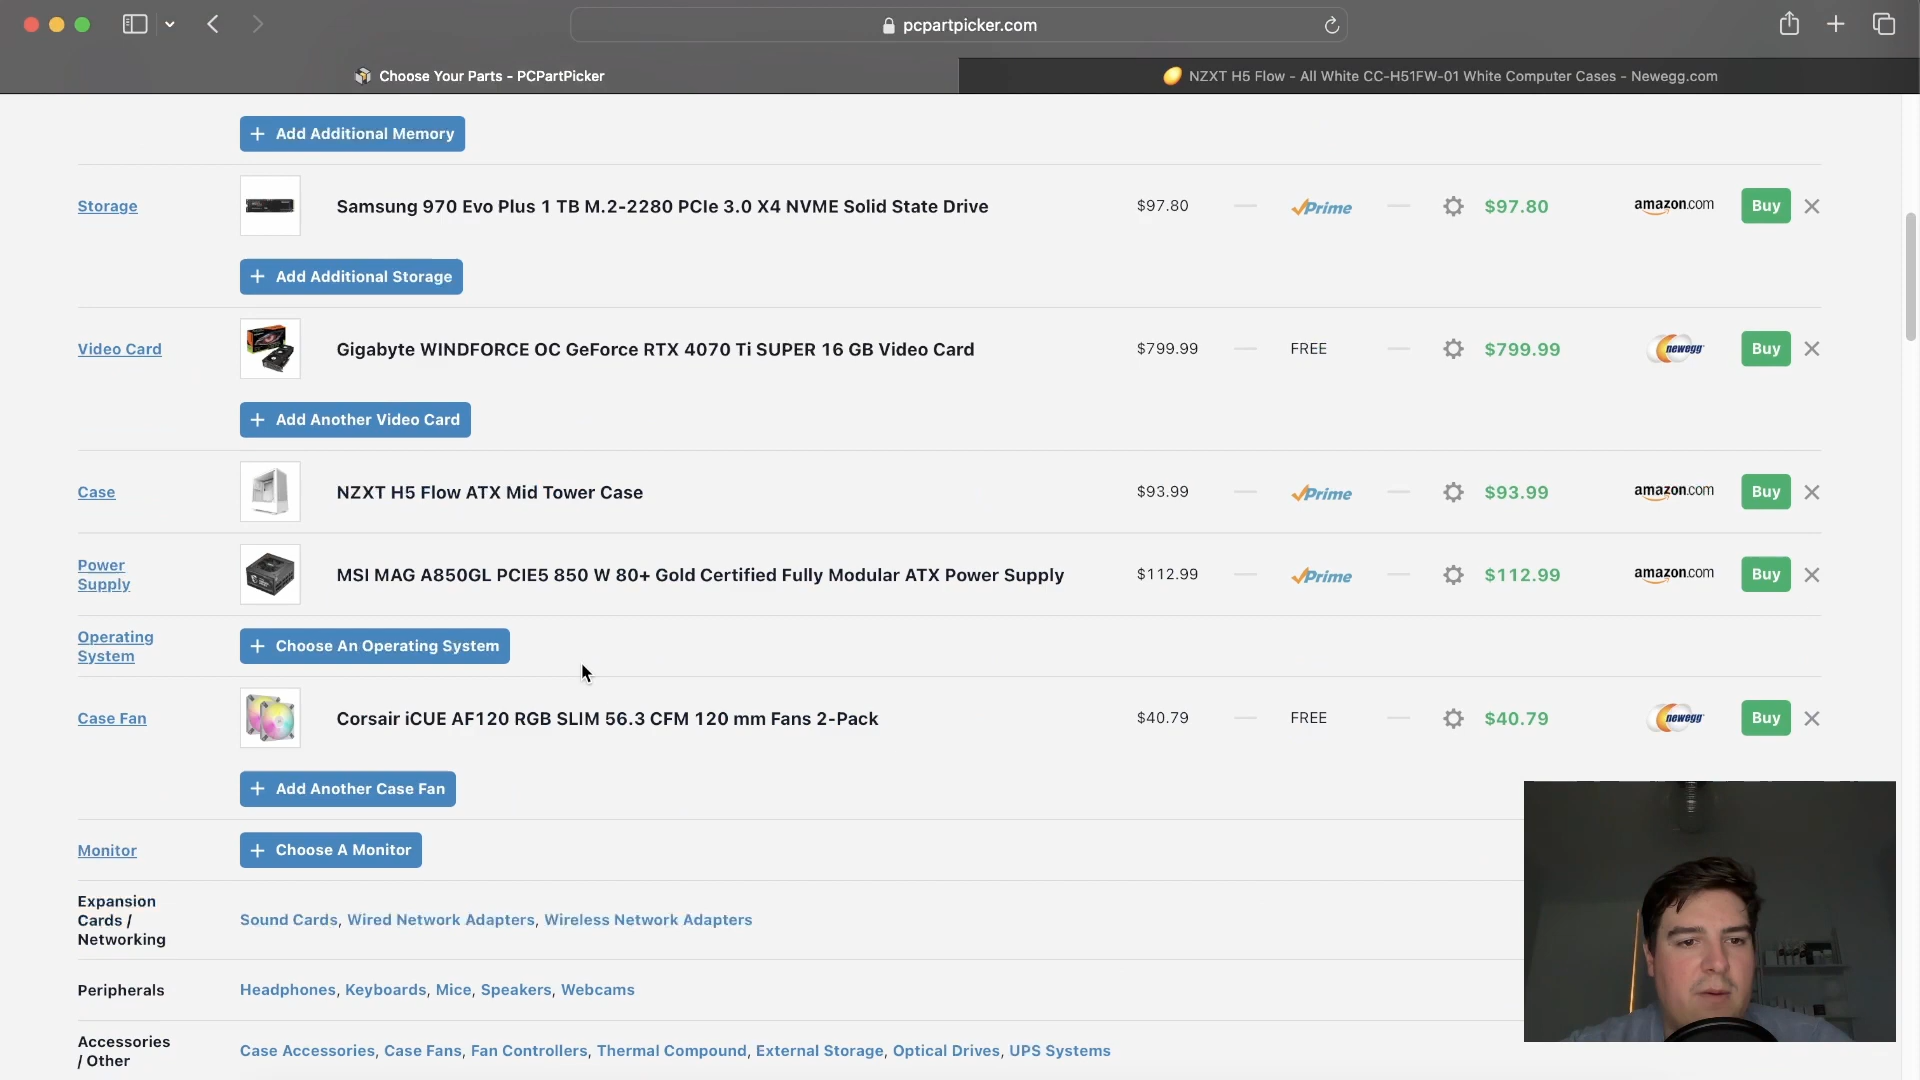 pcpartpicker.com
Choose Your Parts - PCPartPicker
NZXT H5 Flow - All White CC-H51FW-01 White Computer Cases - Newegg.com
+ Add Additional Memory
Storage
Samsung 970 Evo Plus 1 TB M.2-2280 PCIe 3.0 X4 NVME Solid State Drive
$97.80
Prime
$97.80
amazon.com
Buy
+ Add Additional Storage
Video Card
Gigabyte WINDFORCE OC GeForce RTX 4070 Ti SUPER 16 GB Video Card
$799.99
FREE
$799.99
newegg
Buy
+ Add Another Video Card
Case
NZXT H5 Flow ATX Mid Tower Case
$93.99
Prime
$93.99
amazon.com
Buy
Power
Supply
MSI MAG A850GL PCIE5 850 W 80+ Gold Certified Fully Modular ATX Power Supply
$112.99
Prime
$112.99
amazon.com
Buy
Operating
System
+ Choose An Operating System
Case Fan
Corsair iCUE AF120 RGB SLIM 56.3 CFM 120 mm Fans 2-Pack
$40.79
FREE
$40.79
newegg
Buy
+ Add Another Case Fan
Monitor
+ Choose A Monitor
Expansion
Cards /
Networking
Sound Cards, Wired Network Adapters, Wireless Network Adapters
Peripherals
Headphones, Keyboards, Mice, Speakers, Webcams
Accessories
/ Other
Case Accessories, Case Fans, Fan Controllers, Thermal Compound, External Storage, Optical Drives, UPS Systems